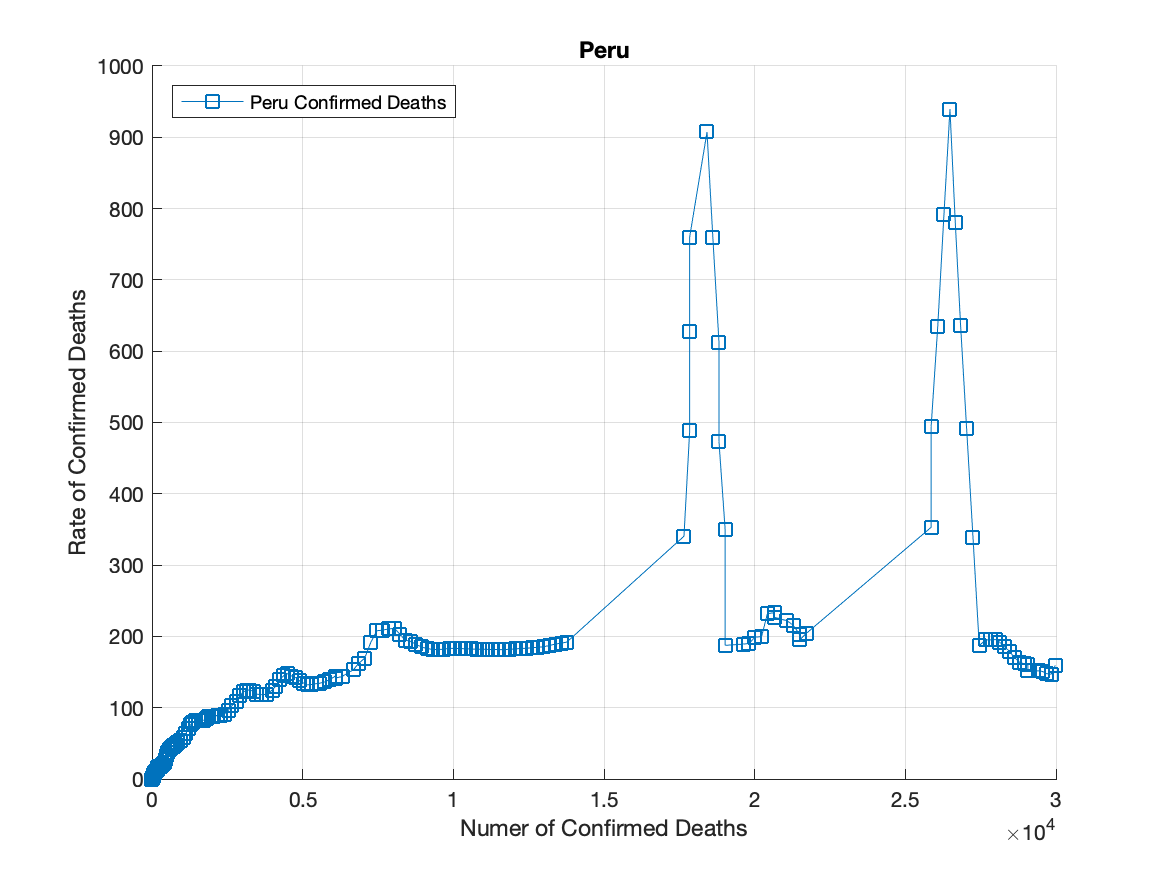 Peru
Peru Confirmed Deaths
1000
900
800
700
600
500
400
300
200
100
0
Rate of Confirmed Deaths
0 0.5 1 1.5 2 2.5 3
Numer of Confirmed Deaths
×10^4